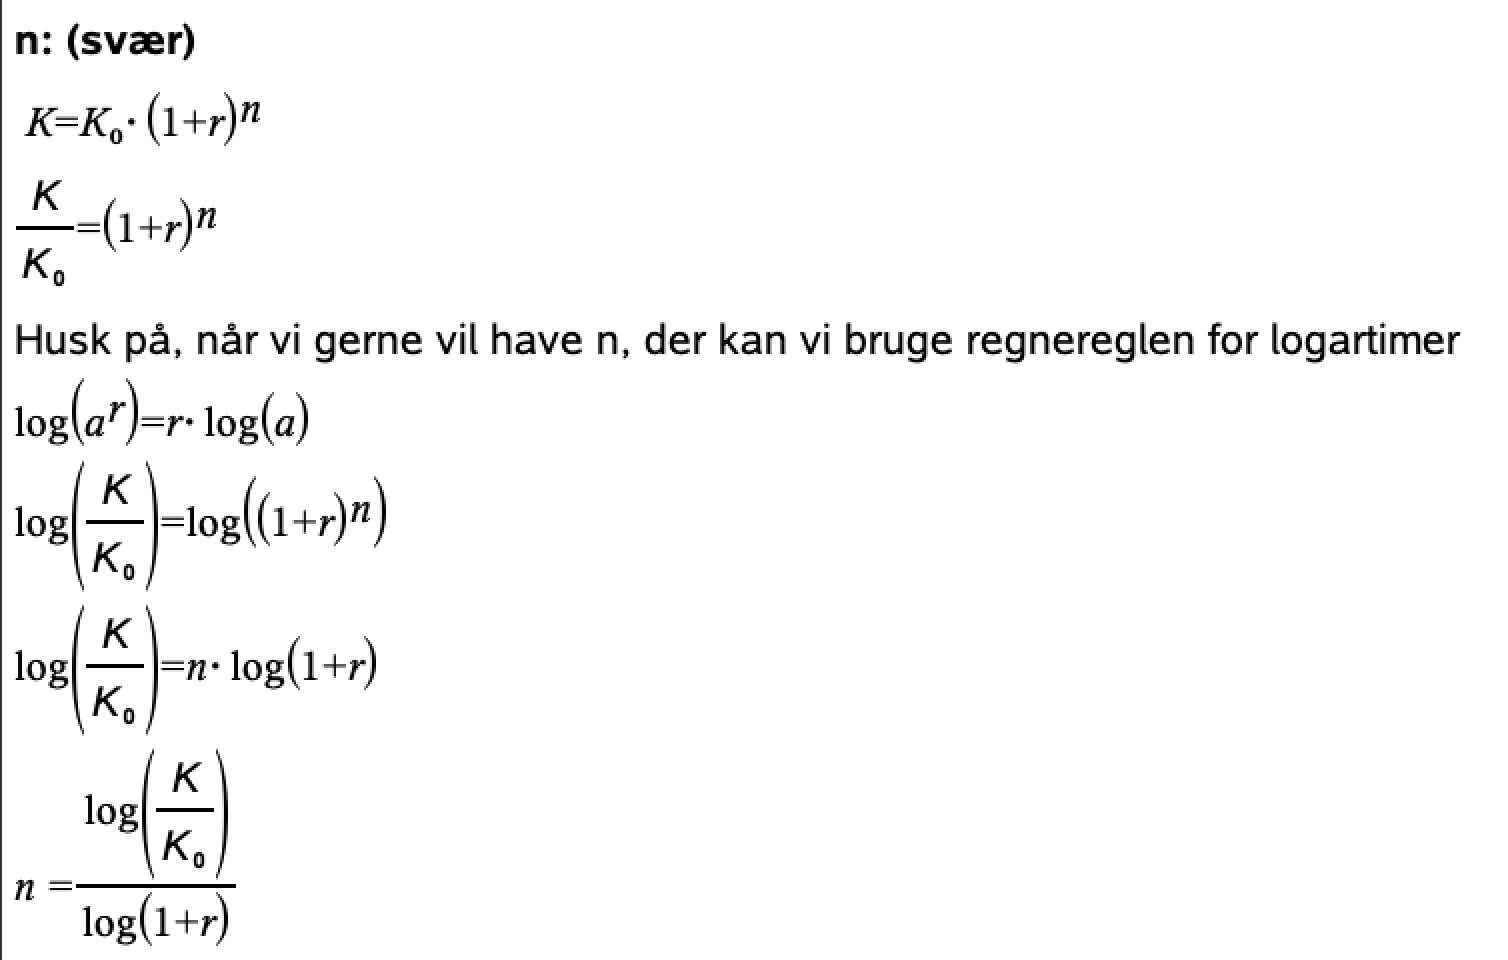 n: (svær)
K=K₀·(1+r)ⁿ
K/K₀=(1+r)ⁿ
Husk på, når vi gerne vil have n, der kan vi bruge regnereglen for logartimer
log(aʳ)=r·log(a)
log(K/K₀)=log((1+r)ⁿ)
log(K/K₀)=n·log(1+r)
n =log(K/K₀)/log(1+r)